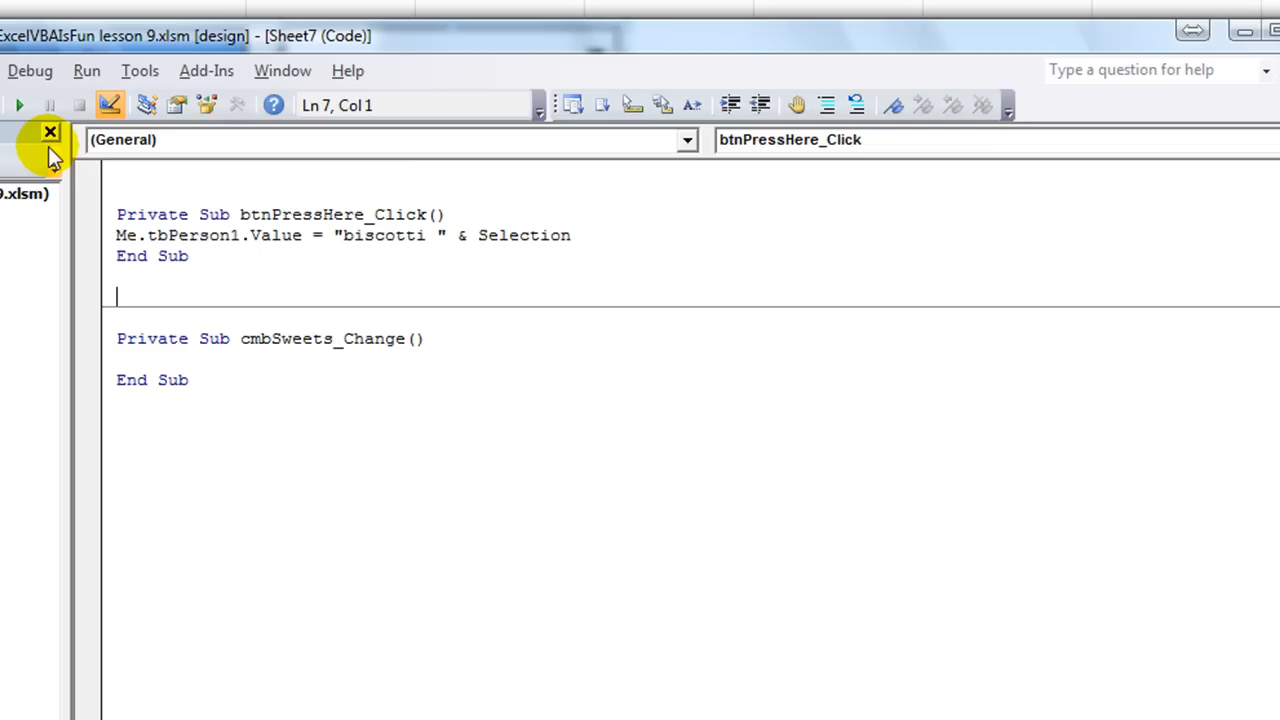 ExcelVBAIsFun lesson 9.xlsm [design] - [Sheet7 (Code)]
Debug Run Tools Add-Ins Window Help Type a question for help
Ln 7, Col 1
(General) btnPressHere_Click
9.xlsm)
Private Sub btnPressHere_Click()
Me.tbPerson1.Value = "biscotti " & Selection
End Sub
Private Sub cmbSweets_Change()
End Sub